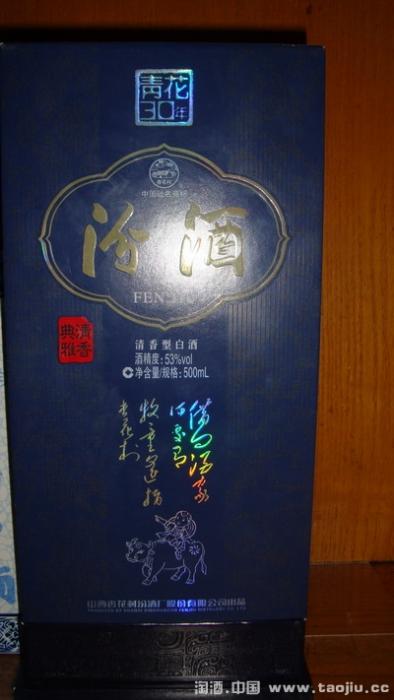 青花
30年
中国驰名商标
汾酒
FEN JIU
清香
典雅
清香型白酒
酒精度:53%vol
净含量/规格:500mL
借问酒家
何处有
牧童遥指
杏花村
山西杏花村汾酒厂股份有限公司出品
淘酒.中国 www.taojiu.cc